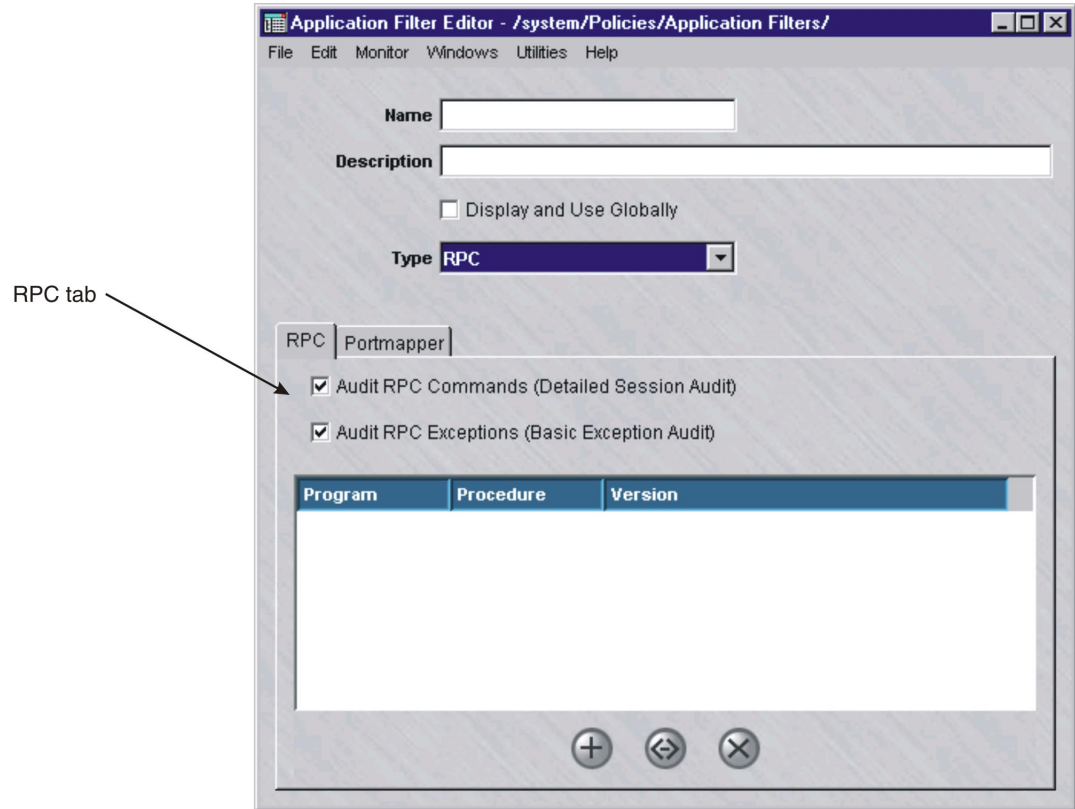 Application Filter Editor - /system/Policies/Application Filters/
File Edit Monitor Windows Utilities Help
Name
Description
Display and Use Globally
Type RPC
RPC tab
RPC Portmapper
Audit RPC Commands (Detailed Session Audit)
Audit RPC Exceptions (Basic Exception Audit)
Program Procedure Version